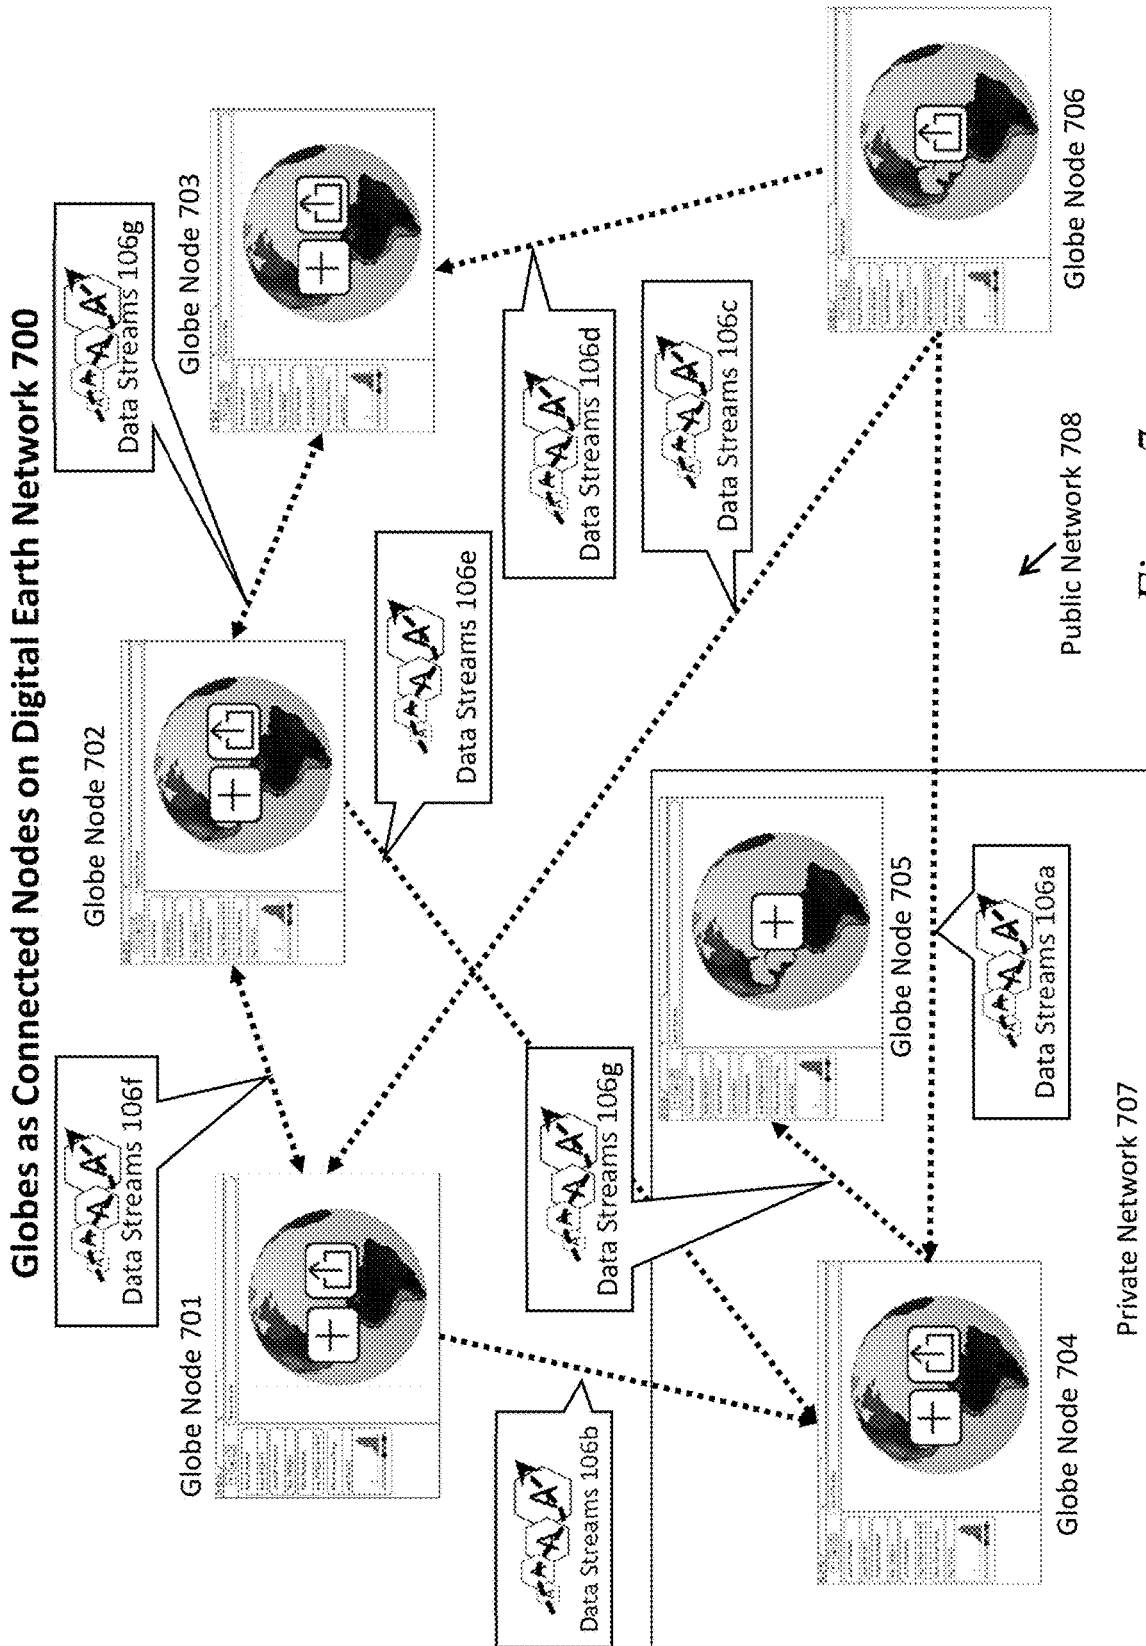 Globes as Connected Nodes on Digital Earth Network 700
Data Streams 106f
Data Streams 106g
Globe Node 701
Globe Node 702
Globe Node 703
Data Streams 106b
Data Streams 106e
Data Streams 106d
Data Streams 106g
Data Streams 106c
Globe Node 705
Data Streams 106a
Globe Node 704
Globe Node 706
Private Network 707
Public Network 708